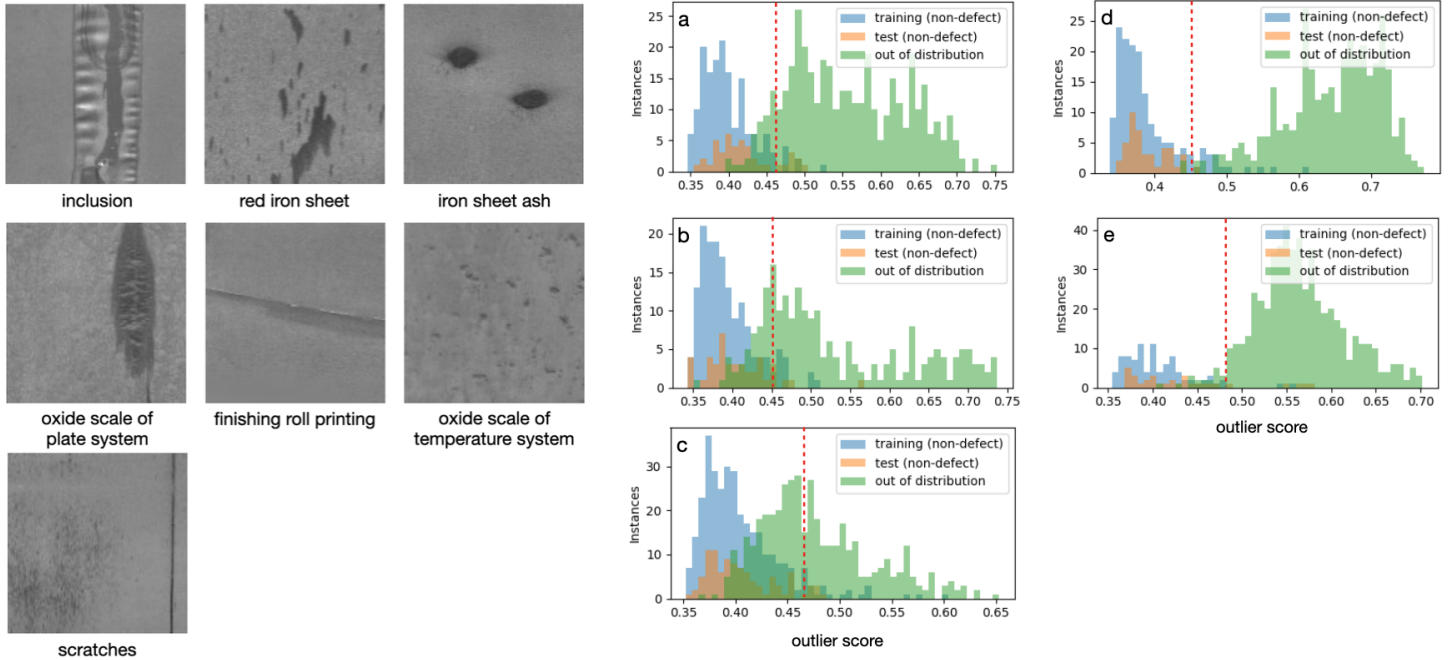 inclusion
red iron sheet
iron sheet ash
oxide scale of
plate system
finishing roll printing
oxide scale of
temperature system
scratches
a
training (non-defect)
test (non-defect)
out of distribution
Instances
25
20
15
10
5
0
0.35 0.40 0.45 0.50 0.55 0.60 0.65 0.70 0.75
b
training (non-defect)
test (non-defect)
out of distribution
Instances
20
15
10
5
0
0.35 0.40 0.45 0.50 0.55 0.60 0.65 0.70 0.75
c
training (non-defect)
test (non-defect)
out of distribution
Instances
30
20
10
0
0.35 0.40 0.45 0.50 0.55 0.60 0.65
outlier score
d
training (non-defect)
test (non-defect)
out of distribution
Instances
25
20
15
10
5
0
0.4 0.5 0.6 0.7
e
training (non-defect)
test (non-defect)
out of distribution
Instances
40
30
20
10
0
0.35 0.40 0.45 0.50 0.55 0.60 0.65 0.70
outlier score